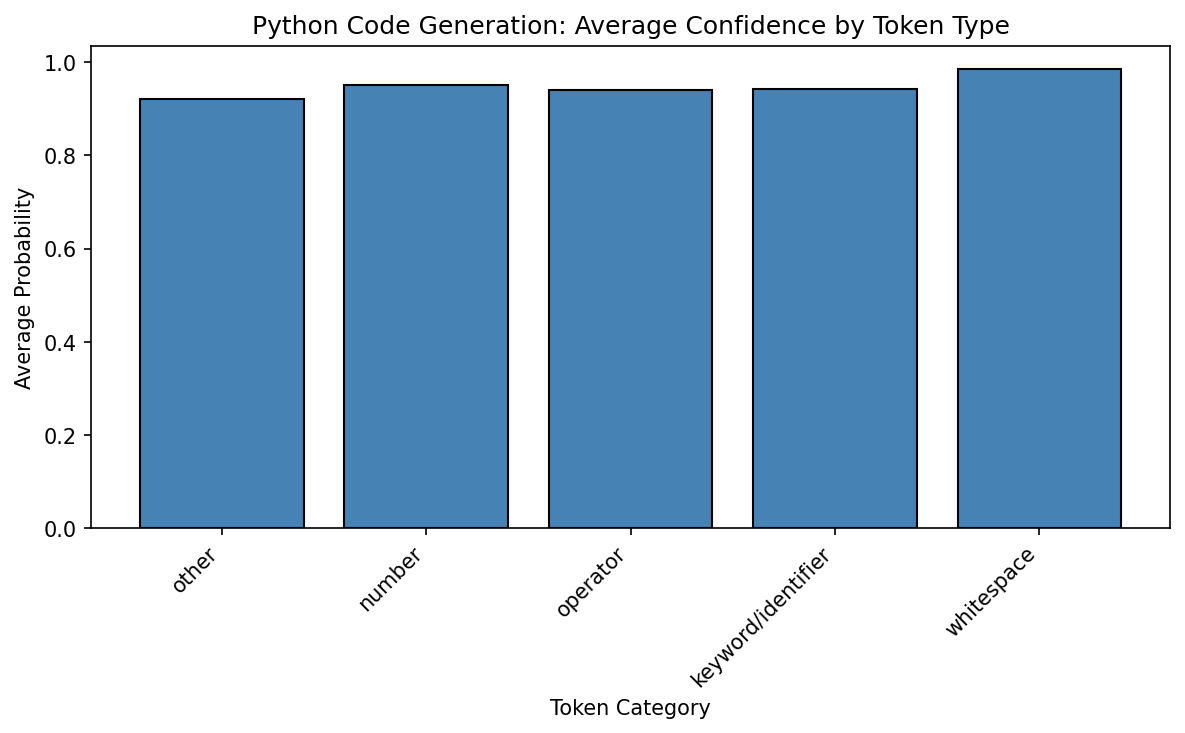 Python Code Generation: Average Confidence by Token Type
Average Probability
1.0
0.8
0.6
0.4
0.2
0.0
other
number
operator
keyword/identifier
whitespace
Token Category